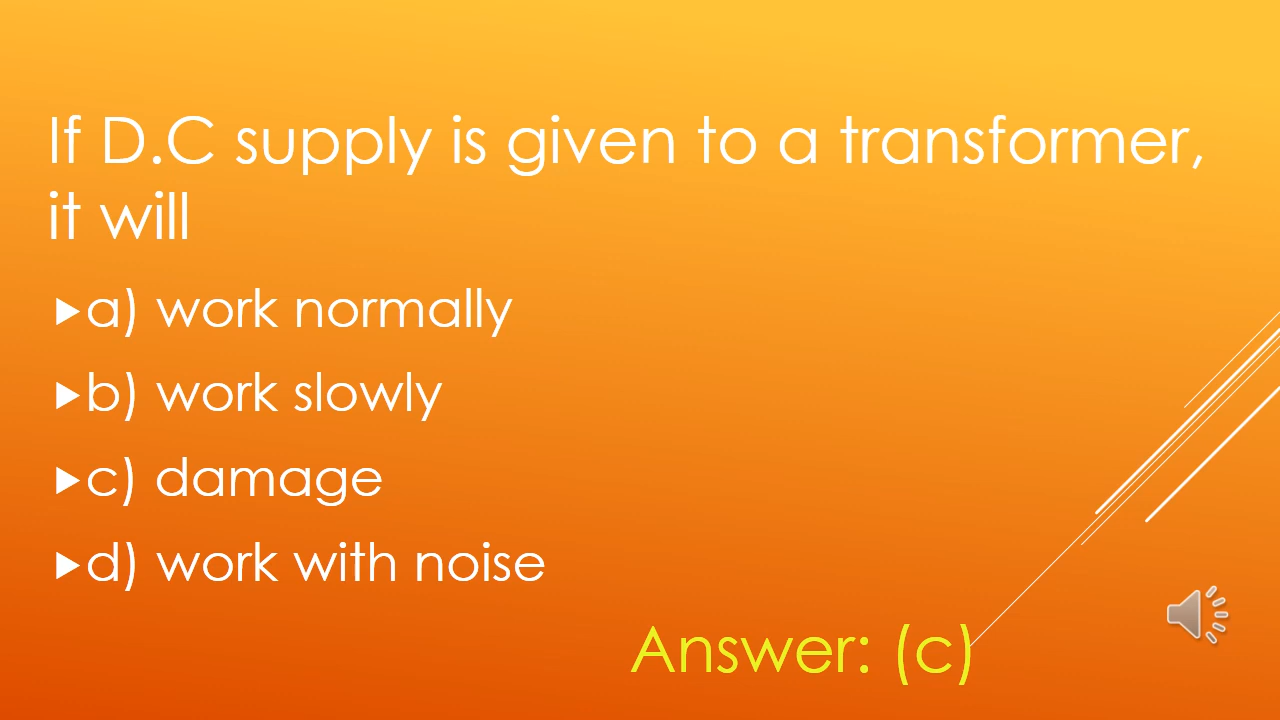 If D.C supply is given to a transformer,
it will
a) work normally
b) work slowly
c) damage
d) work with noise
Answer: (c)